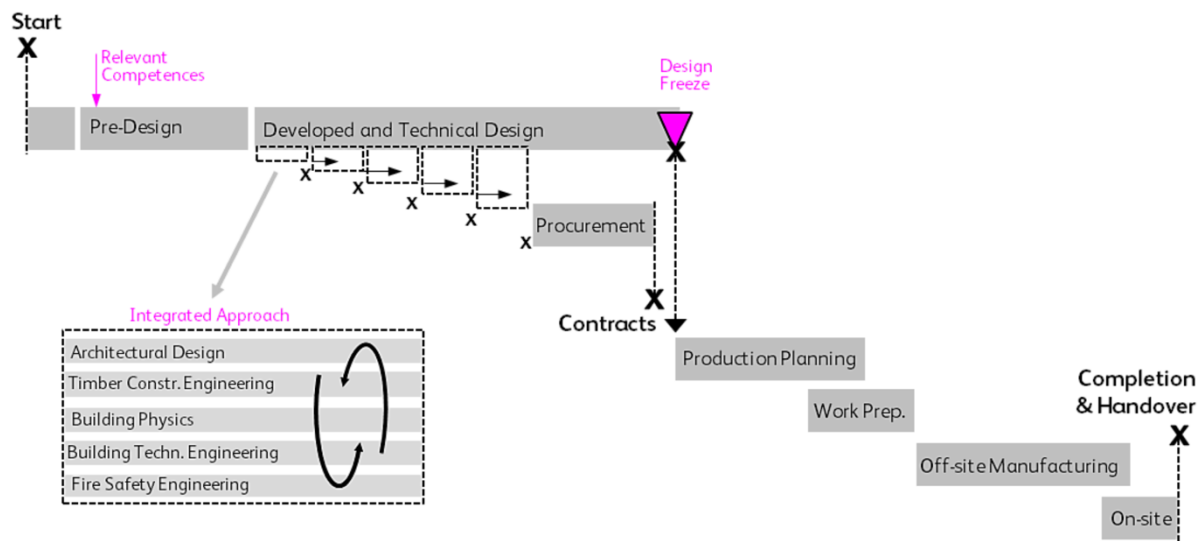 Start
X
Relevant
Competences
Design
Freeze
Pre-Design
Developed and Technical Design
X
x
x
x
x
Procurement
x
X
Contracts
Integrated Approach
Architectural Design
Timber Constr. Engineering
Building Physics
Building Techn. Engineering
Fire Safety Engineering
Production Planning
Completion
& Handover
Work Prep.
X
Off-site Manufacturing
On-site